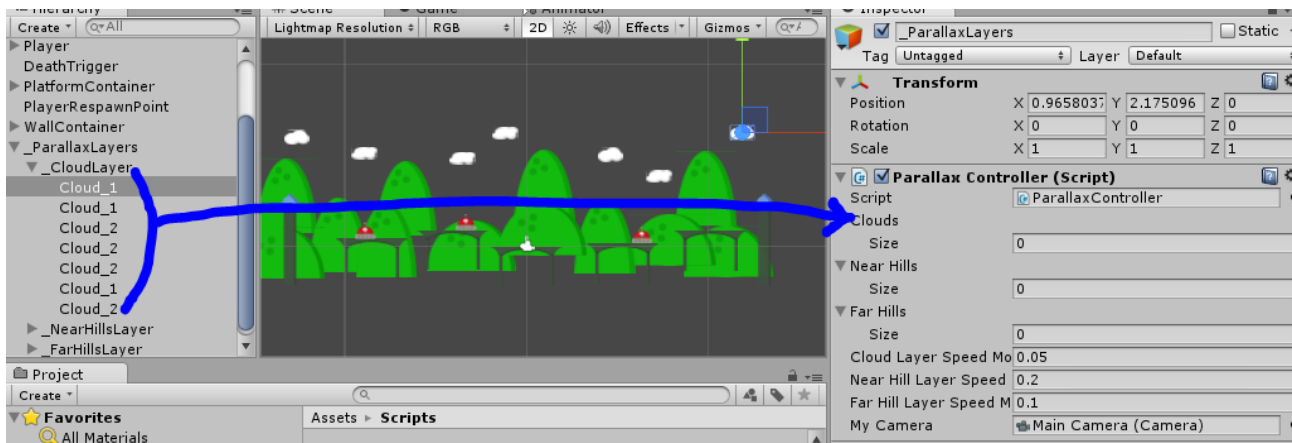 Hierarchy
Create
All
Player
DeathTrigger
PlatformContainer
PlayerRespawnPoint
WallContainer
_ParallaxLayers
_CloudLayer
Cloud_1
Cloud_1
Cloud_2
Cloud_2
Cloud_2
Cloud_1
Cloud_2
_NearHillsLayer
_FarHillsLayer
Scene
Game
Animator
Lightmap Resolution
RGB
2D
Effects
Gizmos
Inspector
_ParallaxLayers
Static
Tag Untagged Layer Default
Transform
Position X 0.9658037 Y 2.175096 Z 0
Rotation X 0 Y 0 Z 0
Scale X 1 Y 1 Z 1
Parallax Controller (Script)
Script ParallaxController
Clouds
Size 0
Near Hills
Size 0
Far Hills
Size 0
Cloud Layer Speed Mo 0.05
Near Hill Layer Speed 0.2
Far Hill Layer Speed M 0.1
My Camera Main Camera (Camera)
Project
Create
Favorites
All Materials
Assets Scripts